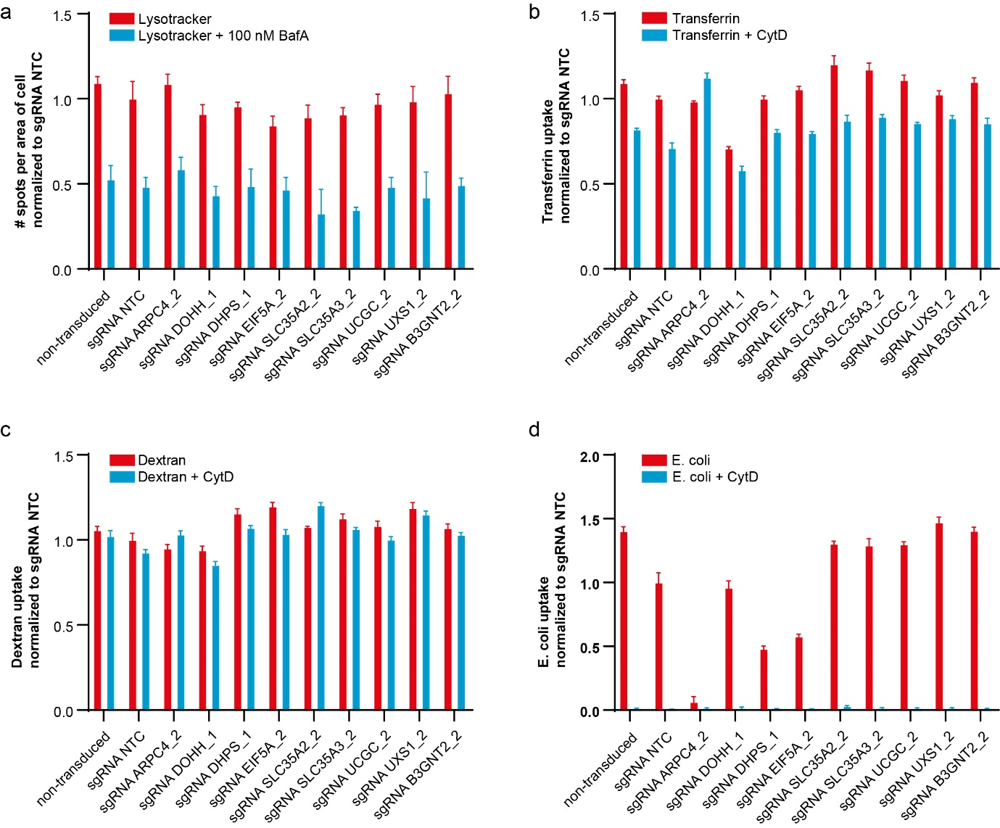 a
1.5
1.0
0.5
0.0
# spots per area of cell
normalized to sgRNA NTC
Lysotracker
Lysotracker + 100 nM BafA
non-transduced
sgRNA NTC
sgRNA ARPC4_2
sgRNA DOHH_1
sgRNA DHPS_1
sgRNA EIF5A_2
sgRNA SLC35A2_2
sgRNA SLC35A3_2
sgRNA UCGC_2
sgRNA UXS1_2
sgRNA B3GNT2_2
b
1.5
1.0
0.5
0.0
Transferrin uptake
normalized to sgRNA NTC
Transferrin
Transferrin + CytD
non-transduced
sgRNA NTC
sgRNA ARPC4_2
sgRNA DOHH_1
sgRNA DHPS_1
sgRNA EIF5A_2
sgRNA SLC35A2_2
sgRNA SLC35A3_2
sgRNA UCGC_2
sgRNA UXS1_2
sgRNA B3GNT2_2
c
1.5
1.0
0.5
0.0
Dextran uptake
normalized to sgRNA NTC
Dextran
Dextran + CytD
non-transduced
sgRNA NTC
sgRNA ARPC4_2
sgRNA DOHH_1
sgRNA DHPS_1
sgRNA EIF5A_2
sgRNA SLC35A2_2
sgRNA SLC35A3_2
sgRNA UCGC_2
sgRNA UXS1_2
sgRNA B3GNT2_2
d
2.0
1.5
1.0
0.5
0.0
E. coli uptake
normalized to sgRNA NTC
E. coli
E. coli + CytD
non-transduced
sgRNA NTC
sgRNA ARPC4_2
sgRNA DOHH_1
sgRNA DHPS_1
sgRNA EIF5A_2
sgRNA SLC35A2_2
sgRNA SLC35A3_2
sgRNA UCGC_2
sgRNA UXS1_2
sgRNA B3GNT2_2